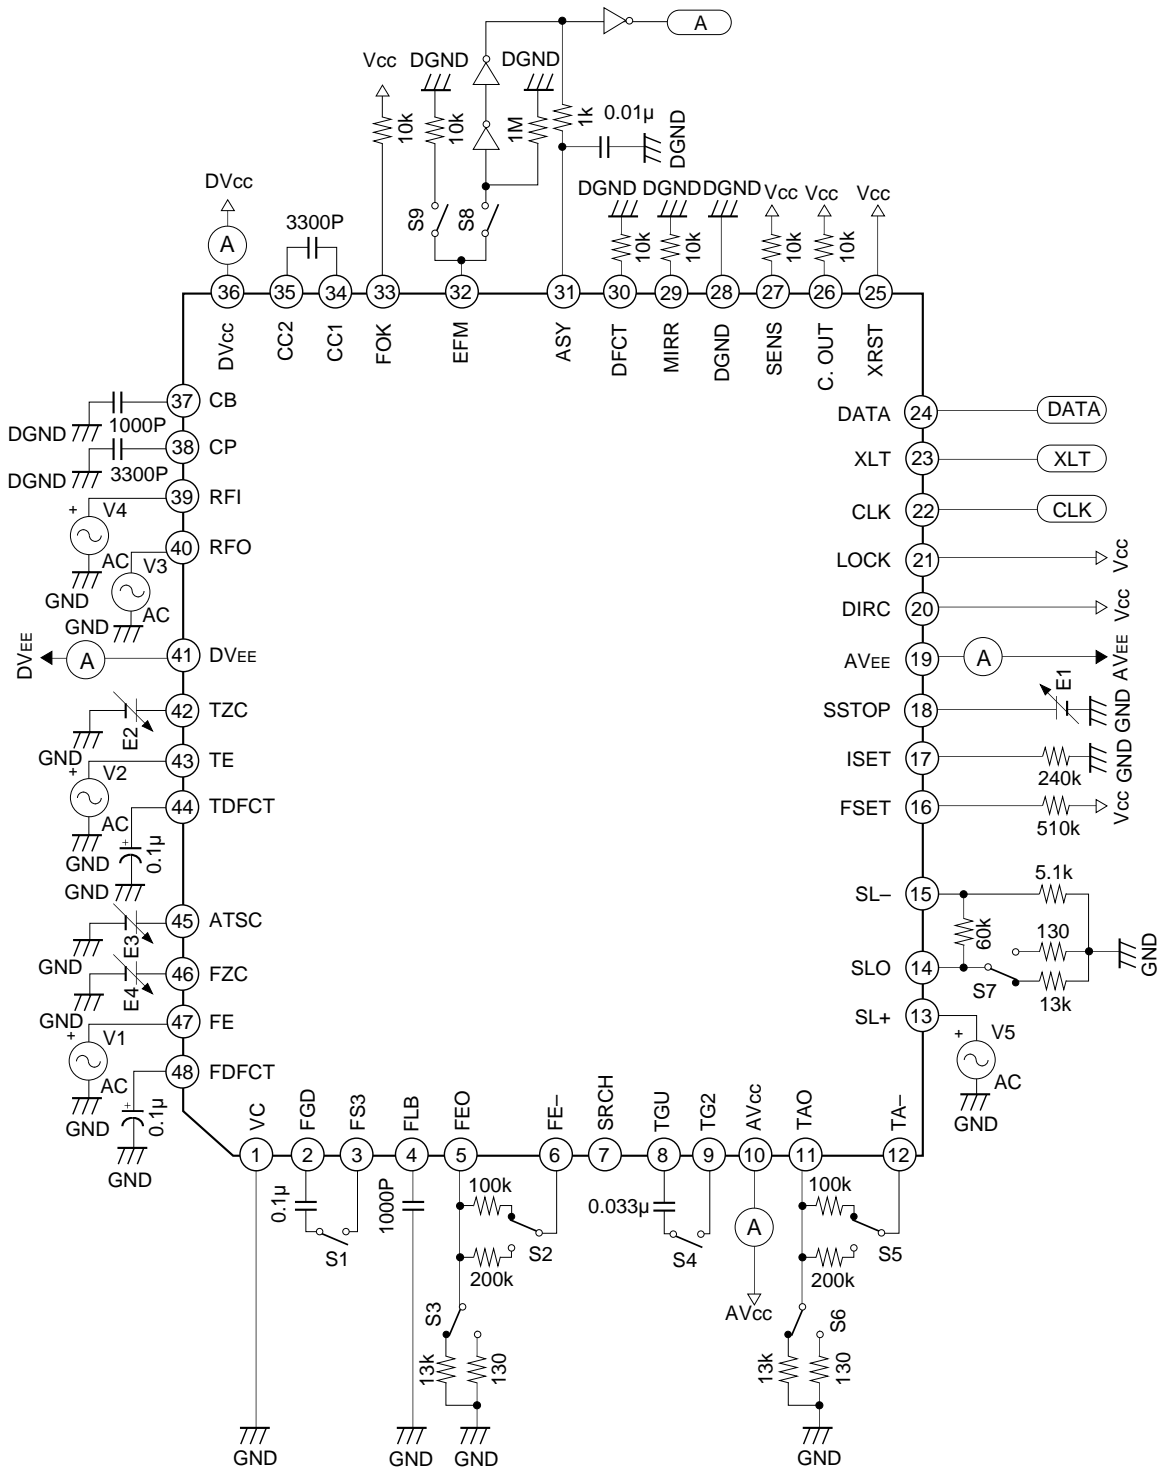 A
Vcc
DGND
DGND
10k
10k
1M
1k
0.01µ
DGND
DVcc
A
3300P
S9
S8
DGND
DGND
DGND
Vcc
Vcc
Vcc
10k
10k
10k
10k
36
35
34
33
32
31
30
29
28
27
26
25
DVcc
CC2
CC1
FOK
EFM
ASY
DFCT
MIRR
DGND
SENS
C. OUT
XRST
37
CB
1000P
DGND
38
CP
3300P
DGND
39
RFI
+
V4
AC
GND
40
RFO
V3
AC
GND
DVEE
A
41
DVEE
42
TZC
E2
GND
43
TE
+
V2
AC
GND
44
TDFCT
+
0.1µ
GND
45
ATSC
E3
GND
46
FZC
E4
GND
47
FE
+
V1
AC
GND
48
FDFCT
+
0.1µ
GND
DATA
24
DATA
XLT
23
XLT
CLK
22
CLK
LOCK
21
Vcc
DIRC
20
Vcc
AVEE
19
A
AVEE
SSTOP
18
E1
GND
ISET
17
240k
GND
FSET
16
510k
Vcc
SL–
15
5.1k
60k
130
GND
SLO
14
S7
13k
SL+
13
+
V5
AC
GND
VC
FGD
FS3
FLB
FEO
FE–
SRCH
TGU
TG2
AVcc
TAO
TA–
1
2
3
4
5
6
7
8
9
10
11
12
0.1µ
S1
1000P
100k
S2
200k
S3
13k
130
0.033µ
S4
A
AVcc
100k
S5
200k
S6
13k
130
GND
GND
GND
GND